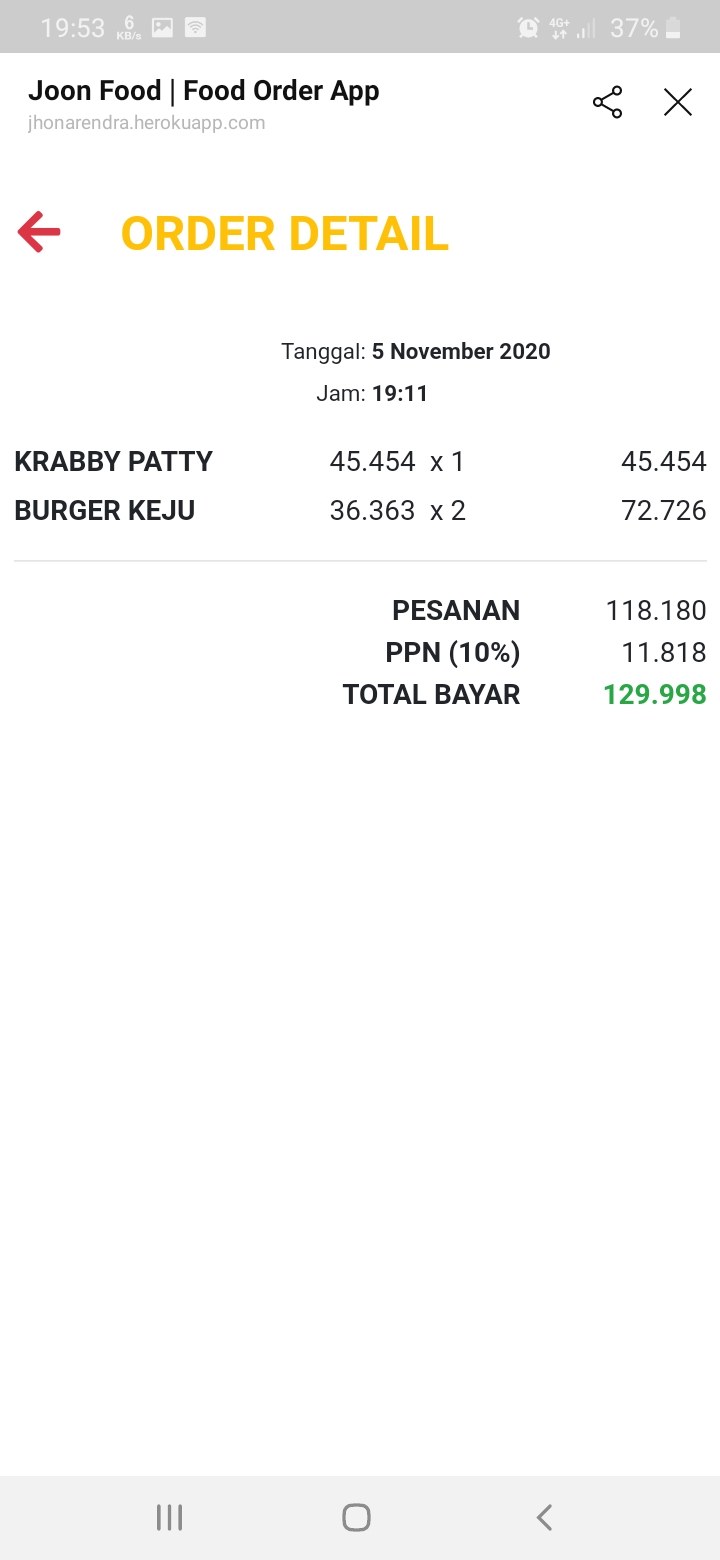 19:53 6 KB/s 4G+ 37%
Joon Food | Food Order App
jhonarendra.herokuapp.com
ORDER DETAIL
Tanggal: 5 November 2020
Jam: 19:11
KRABBY PATTY 45.454 x 1 45.454
BURGER KEJU 36.363 x 2 72.726
PESANAN 118.180
PPN (10%) 11.818
TOTAL BAYAR 129.998